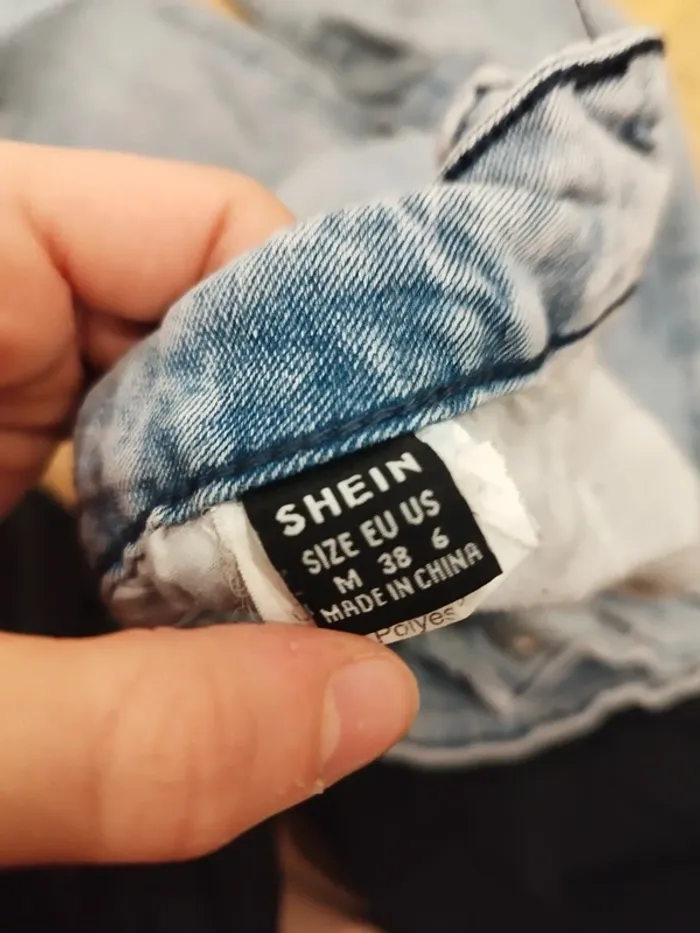 SHEIN
SIZE EU US
M 38 6
MADE IN CHINA
Polyes